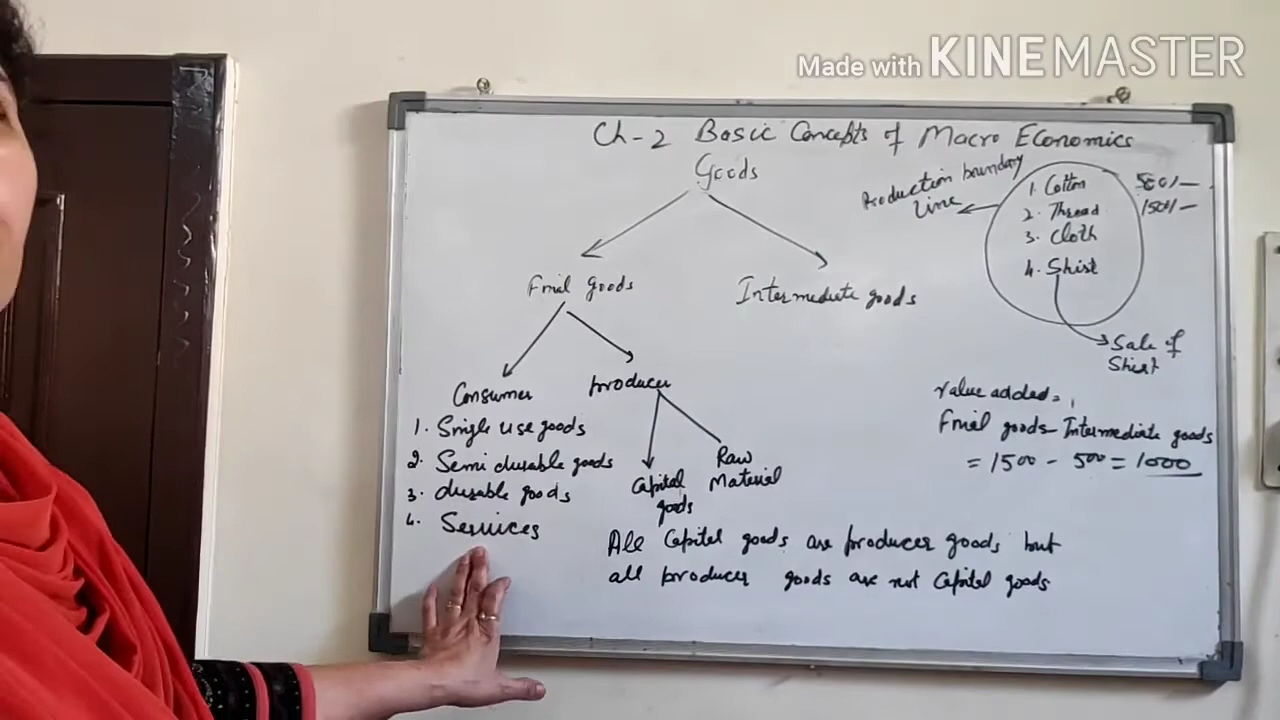 Made with KINEMASTER
Ch-2 Basic Concepts of Macro Economics
Goods
Final goods
Intermediate goods
Consumer
1. Single use goods
2. Semi durable goods
3. durable goods
4. Services
producer
Capital goods
Raw Material
All Capital goods are producer goods but
all producer goods are not Capital goods
Production boundary
line
1. Cotton 500/-
2. Thread
3. Cloth
4. Shirt
Sale of
Shirt
Value added =
Final goods - Intermediate goods
= 1500 - 500 = 1000